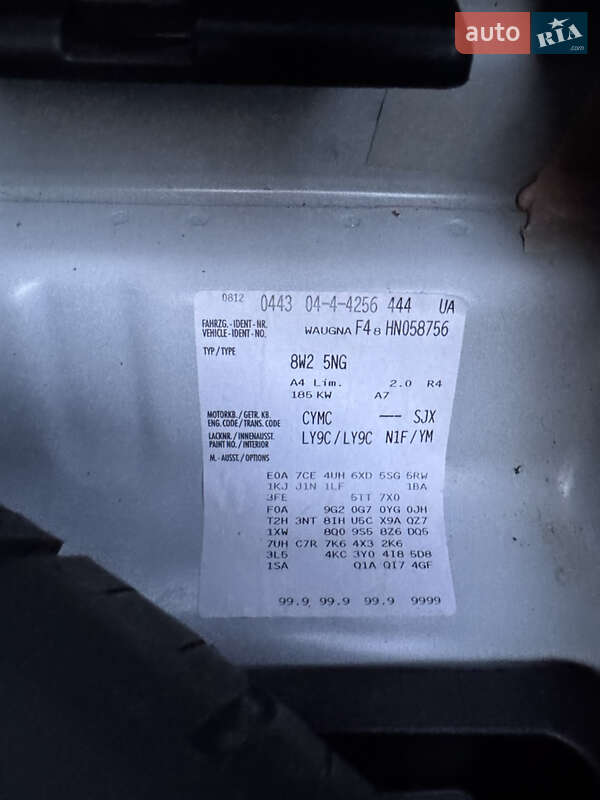 auto RIA .com
0812 0443 04-4-4256 444 UA
FAHRZG.-IDENT-NR.
VEHICLE-IDENT-NO. WAUGNA F4 8 HN058756
TYP/TYPE 8W2 5NG
A4 Lim. 2.0 R4
185 KW A7
MOTORKB./GETR.KB.
ENG.CODE/TRANS.CODE CYMC --- SJX
LACKNR./INNENAUSST.
PAINT NO./INTERIOR LY9C/LY9C N1F/YM
M.-AUSST./OPTIONS
E0A 7CE 4UH 6XD 5SG 5RW
1KJ J1N 1LF 1BA
3FE 5TT 7X0
F0A 9G2 0G7 0YG 0JH
T2H 3NT 8IH U5C X9A QZ7
1XW 8Q0 9S5 8Z6 DQ5
7UH C7R 7K6 4X3 2K6
3L5 4KC 3Y0 4I8 5D8
1SA Q1A QI7 4GF
99.9 99.9 99.9 9999